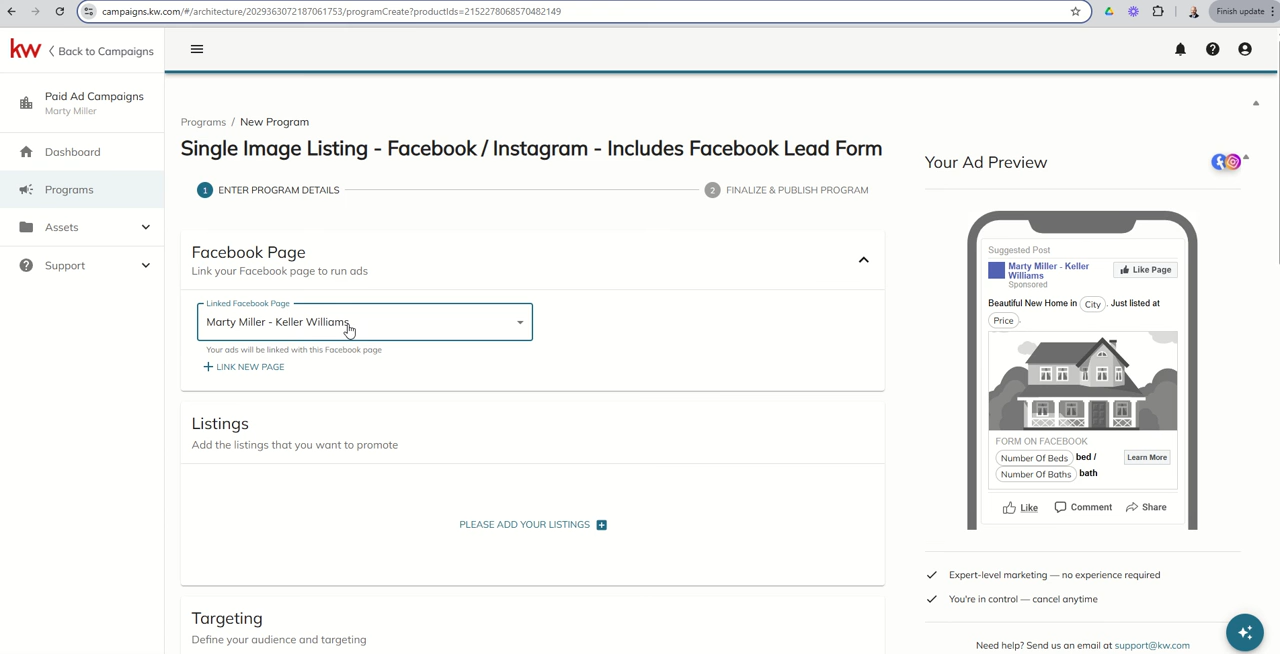 campaigns.kw.com/#/architecture/2029363072187061753/programCreate?productIds=2152278068570482149
Finish update
kw
Back to Campaigns
Paid Ad Campaigns
Marty Miller
Dashboard
Programs
Assets
Support
Programs / New Program
Single Image Listing - Facebook / Instagram - Includes Facebook Lead Form
1 ENTER PROGRAM DETAILS
2 FINALIZE & PUBLISH PROGRAM
Facebook Page
Link your Facebook page to run ads
Linked Facebook Page
Marty Miller - Keller Williams
Your ads will be linked with this Facebook page
+ LINK NEW PAGE
Listings
Add the listings that you want to promote
PLEASE ADD YOUR LISTINGS
Targeting
Define your audience and targeting
Your Ad Preview
Suggested Post
Marty Miller - Keller
Williams
Sponsored
Like Page
Beautiful New Home in City . Just listed at
Price .
FORM ON FACEBOOK
Number Of Beds bed /
Number Of Baths bath
Learn More
Like
Comment
Share
Expert-level marketing — no experience required
You're in control — cancel anytime
Need help? Send us an email at support@kw.com